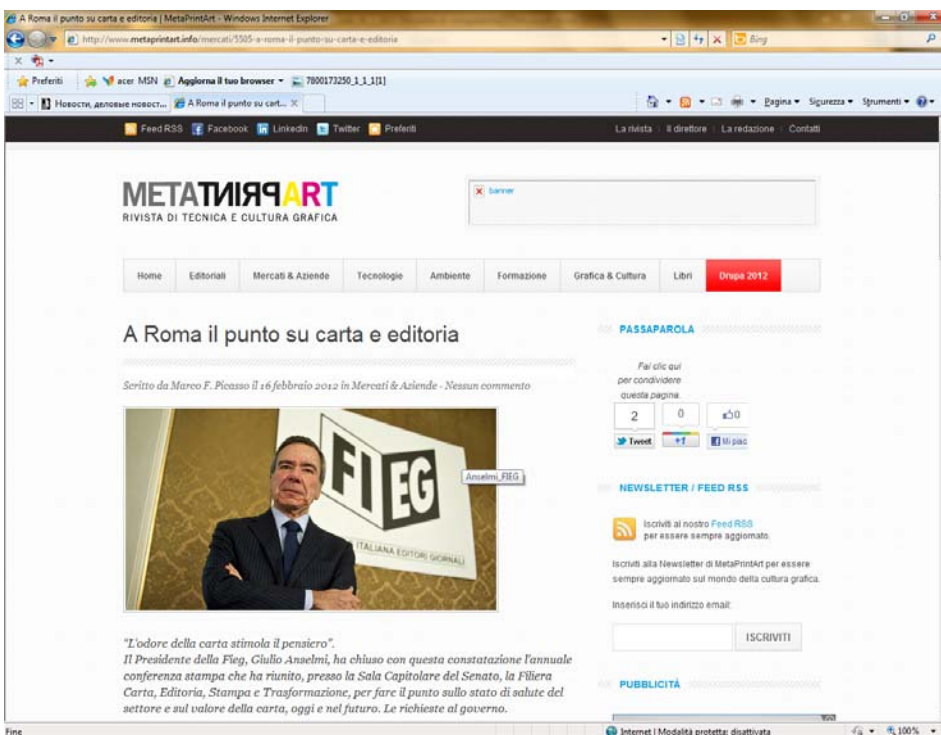 A Roma il punto su carta e editoria | MetaPrintArt - Windows Internet Explorer
http://www.metaprintart.info/mercati/5505-a-roma-il-punto-su-carta-e-editoria
Bing
Preferiti acer MSN Aggiorna il tuo browser 7800173250_1_1_1[1]
Новости, деловые новост... A Roma il punto su cart... Pagina Sicurezza Strumenti
Feed RSS Facebook LinkedIn Twitter Preferiti La rivista Il direttore La redazione Contatti
METAPRINTART
RIVISTA DI TECNICA E CULTURA GRAFICA
banner
Home Editoriali Mercati & Aziende Tecnologie Ambiente Formazione Grafica & Cultura Libri Drupa 2012
A Roma il punto su carta e editoria
Scritto da Marco F. Picasso il 16 febbraio 2012 in Mercati & Aziende - Nessun commento
FIEG
ITALIANA EDITORI GIORNALI
Anselmi_FIEG
"L'odore della carta stimola il pensiero".
Il Presidente della Fieg, Giulio Anselmi, ha chiuso con questa constatazione l'annuale
conferenza stampa che ha riunito, presso la Sala Capitolare del Senato, la Filiera
Carta, Editoria, Stampa e Trasformazione, per fare il punto sullo stato di salute del
settore e sul valore della carta, oggi e nel futuro. Le richieste al governo.
PASSAPAROLA
Fai clic qui
per condividere
questa pagina.
2 0 0
Tweet +1 Mi piac
NEWSLETTER / FEED RSS
Iscriviti al nostro Feed RSS
per essere sempre aggiornato.
Iscriviti alla Newsletter di MetaPrintArt per essere
sempre aggiornato sul mondo della cultura grafica.
Inserisci il tuo indirizzo email:
ISCRIVITI
PUBBLICITÀ
Fine Internet | Modalità protetta: disattivata 100%